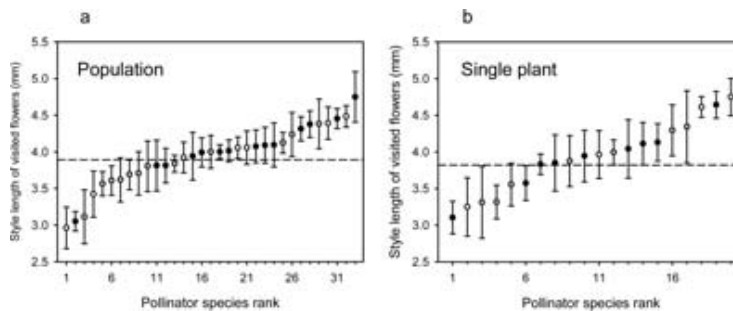 a
Population
Style length of visited flowers (mm)
5.5
5.0
4.5
4.0
3.5
3.0
2.5
1 6 11 16 21 26 31
Pollinator species rank
b
Single plant
Style length of visited flowers (mm)
5.5
5.0
4.5
4.0
3.5
3.0
2.5
1 6 11 16
Pollinator species rank